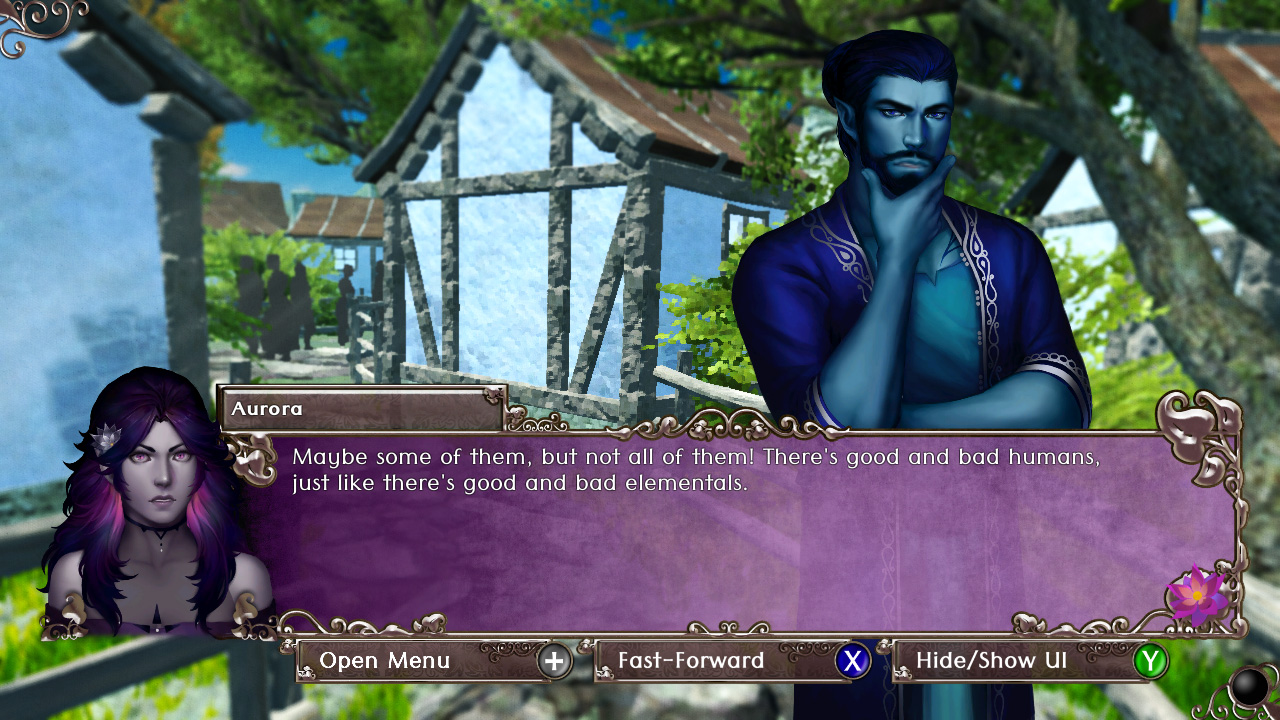 Aurora
Maybe some of them, but not all of them! There's good and bad humans,
just like there's good and bad elementals.
Open Menu +
Fast-Forward X
Hide/Show UI Y